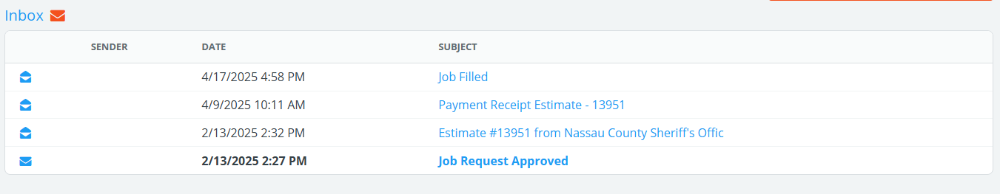 Inbox
SENDER DATE SUBJECT
4/17/2025 4:58 PM Job Filled
4/9/2025 10:11 AM Payment Receipt Estimate - 13951
2/13/2025 2:32 PM Estimate #13951 from Nassau County Sheriff's Offic
2/13/2025 2:27 PM Job Request Approved